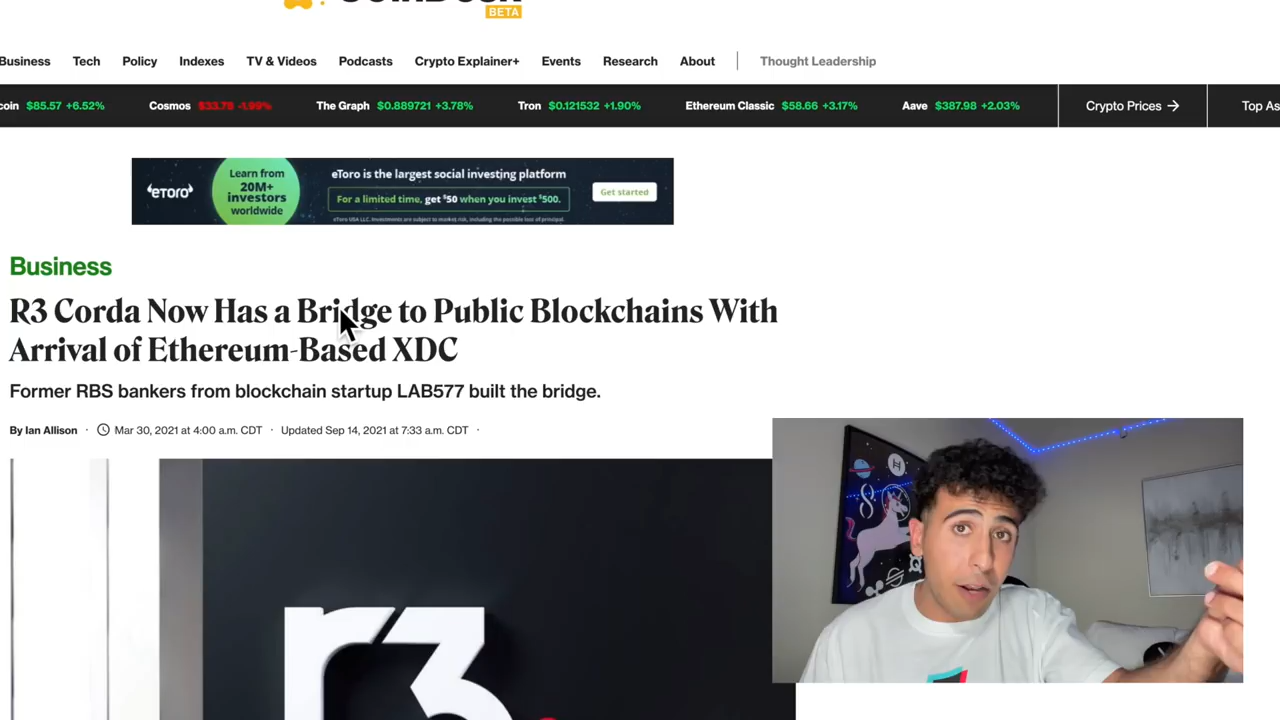 BETA
Business Tech Policy Indexes TV & Videos Podcasts Crypto Explainer+ Events Research About Thought Leadership
coin $85.57 +6.52% Cosmos $33.78 -1.99% The Graph $0.889721 +3.78% Tron $0.121532 +1.90% Ethereum Classic $58.66 +3.17% Aave $387.98 +2.03% Crypto Prices → Top As
eToro
Learn from
20M+
investors
worldwide
eToro is the largest social investing platform
For a limited time, get $50 when you invest $500.
eToro USA LLC. Investments are subject to market risk, including the possible loss of principal.
Get started
Business
R3 Corda Now Has a Bridge to Public Blockchains With
Arrival of Ethereum-Based XDC
Former RBS bankers from blockchain startup LAB577 built the bridge.
By Ian Allison · Mar 30, 2021 at 4:00 a.m. CDT · Updated Sep 14, 2021 at 7:33 a.m. CDT ·
r3